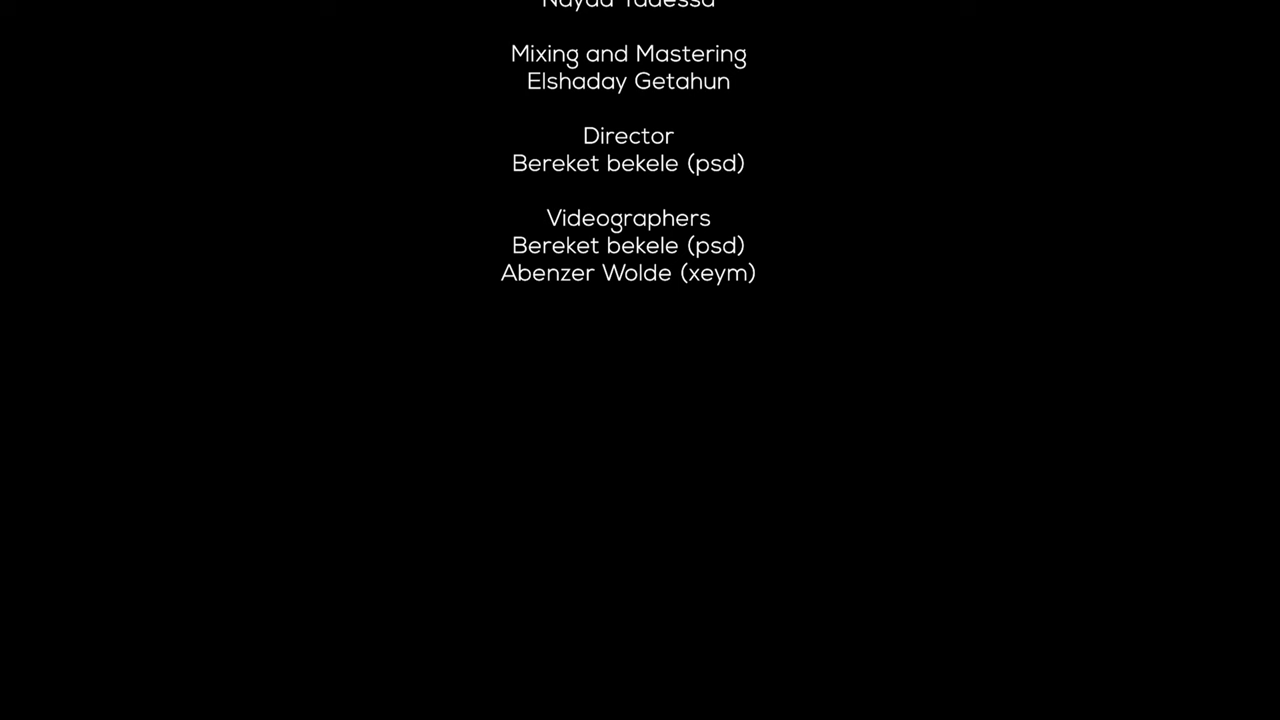 Mixing and Mastering
Elshaday Getahun
Director
Bereket bekele (psd)
Videographers
Bereket bekele (psd)
Abenzer Wolde (xeym)